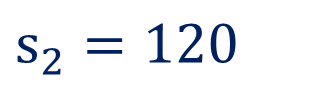 s₂ = 120